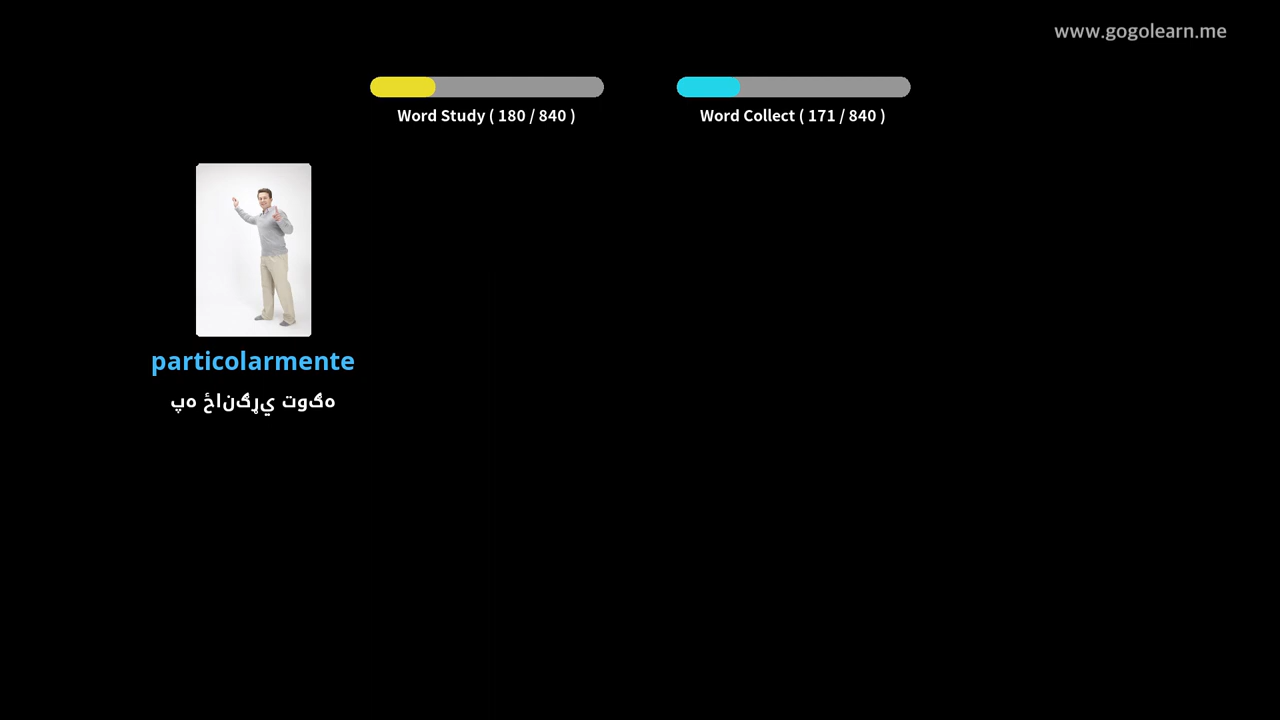 www.gogolearn.me
Word Study ( 180 / 840 )
Word Collect ( 171 / 840 )
particolarmente
په ځانګړي توګه